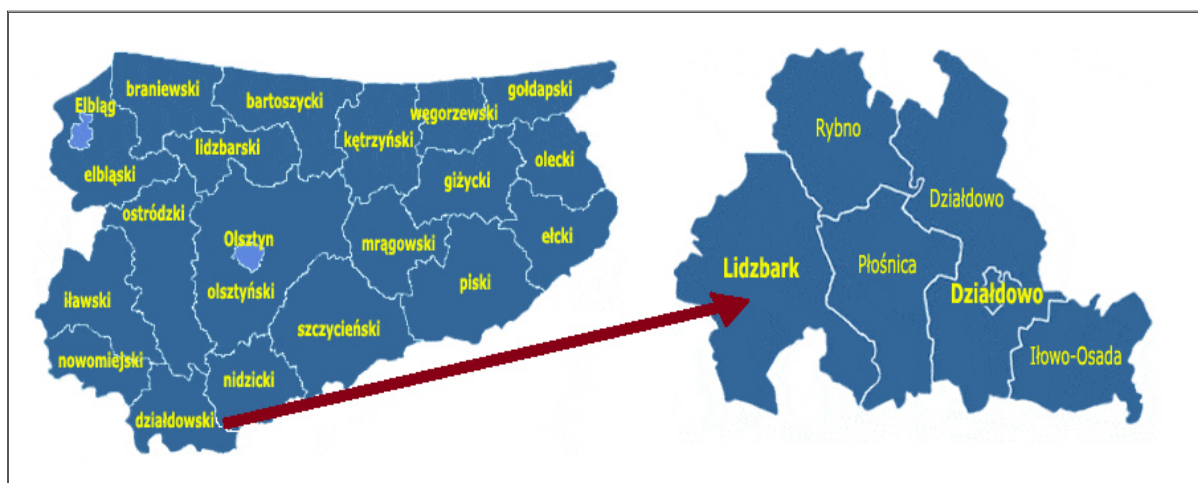 braniewski
Elbląg
bartoszycki
gołdapski
węgorzewski
kętrzyński
lidzbarski
olecki
elbląski
giżycki
ostródzki
Olsztyn
mrągowski
ełcki
piski
olsztyński
iławski
szczycieński
nowomiejski
nidzicki
działdowski
Rybno
Działdowo
Lidzbark
Płośnica
Działdowo
Iłowo-Osada